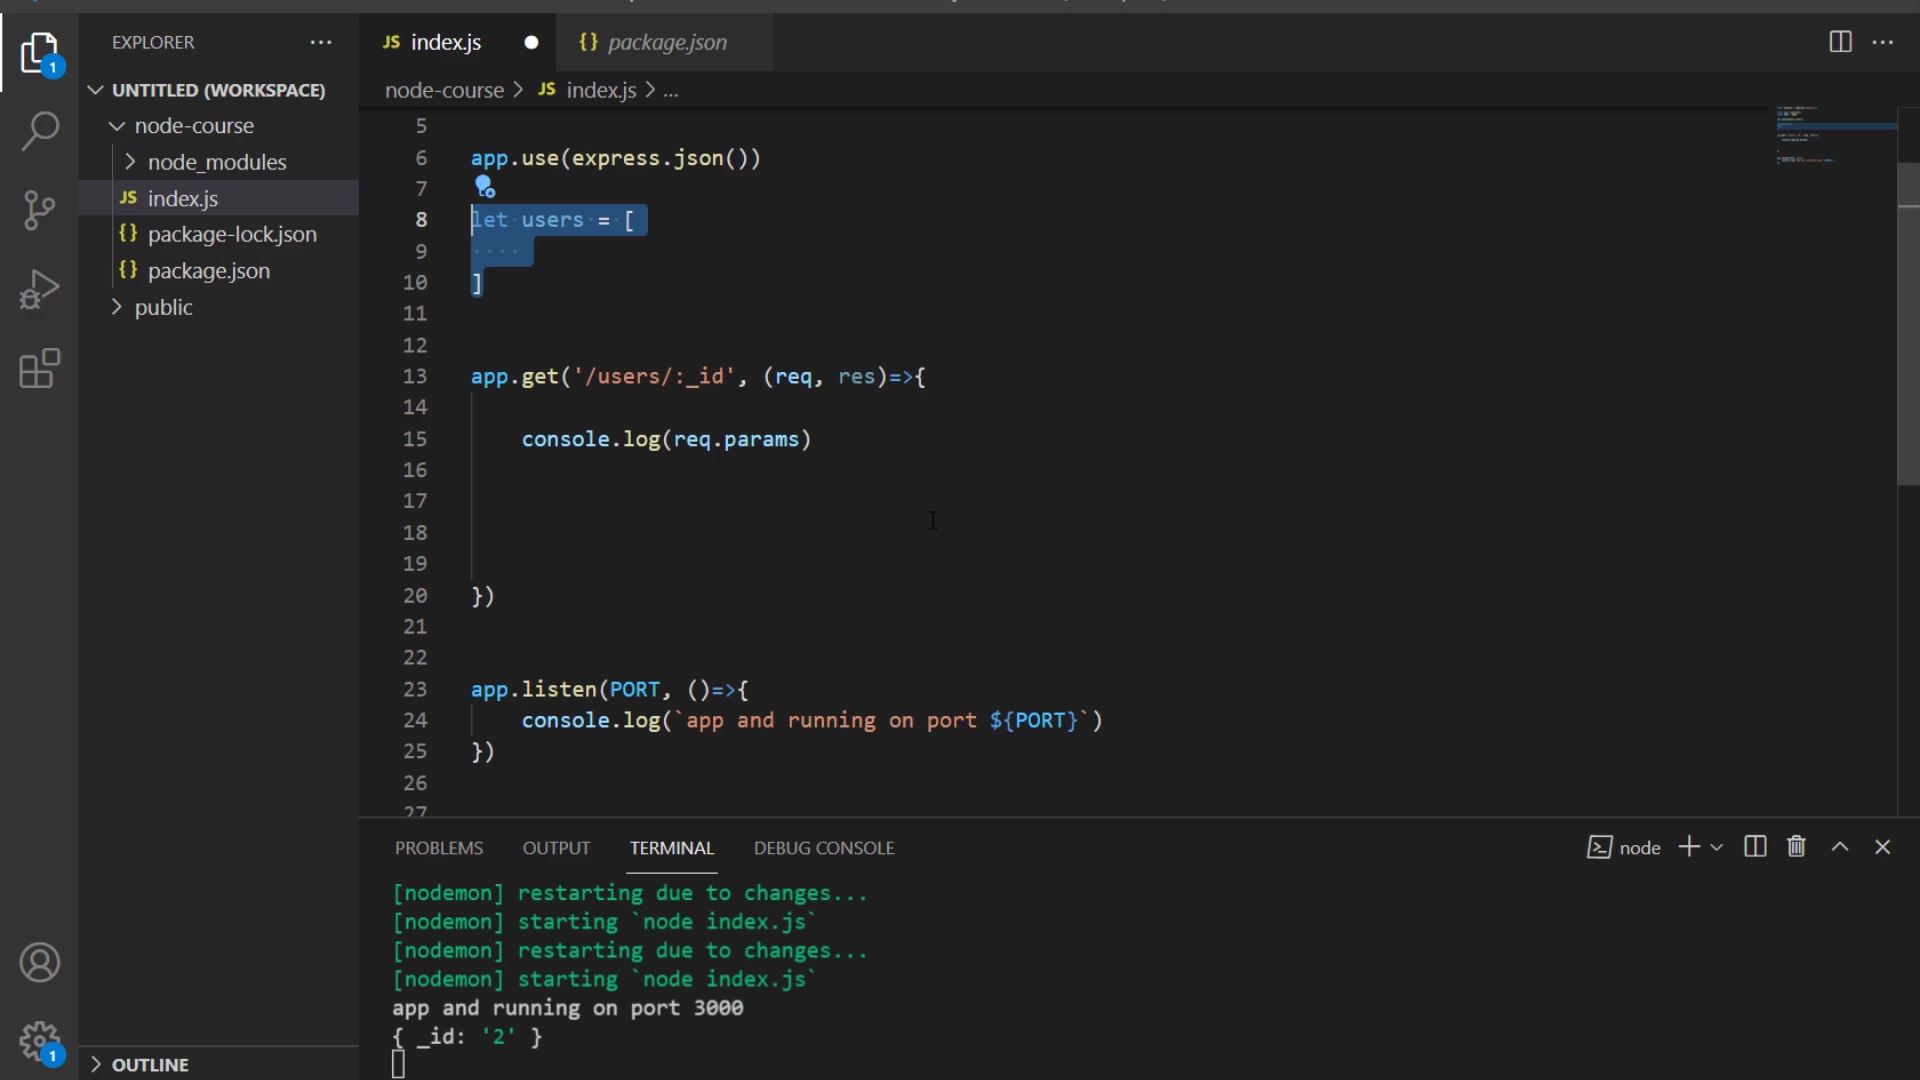 EXPLORER
UNTITLED (WORKSPACE)
node-course
node_modules
JS index.js
{} package-lock.json
{} package.json
public
OUTLINE
1
1
JS index.js
{} package.json
node-course > JS index.js > ...
5
6 app.use(express.json())
7
8 let users = [
9
10 ]
11
12
13 app.get('/users/:_id', (req, res)=>{
14
15 console.log(req.params)
16
17
18
19
20 })
21
22
23 app.listen(PORT, ()=>{
24 console.log(`app and running on port ${PORT}`)
25 })
26
27
PROBLEMS OUTPUT TERMINAL DEBUG CONSOLE
node
[nodemon] restarting due to changes...
[nodemon] starting `node index.js`
[nodemon] restarting due to changes...
[nodemon] starting `node index.js`
app and running on port 3000
{ _id: '2' }